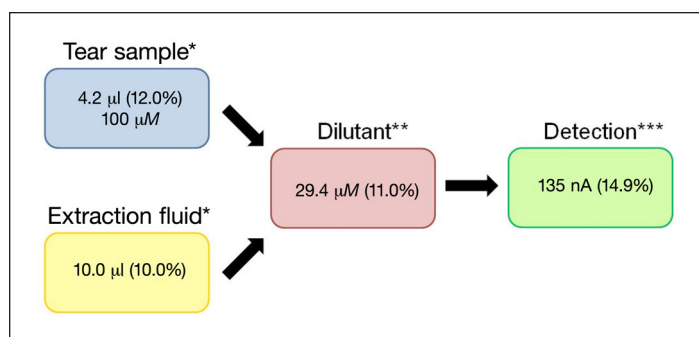 Tear sample*
4.2 µl (12.0%)
100 µM
Extraction fluid*
10.0 µl (10.0%)
Dilutant**
29.4 µM (11.0%)
Detection***
135 nA (14.9%)